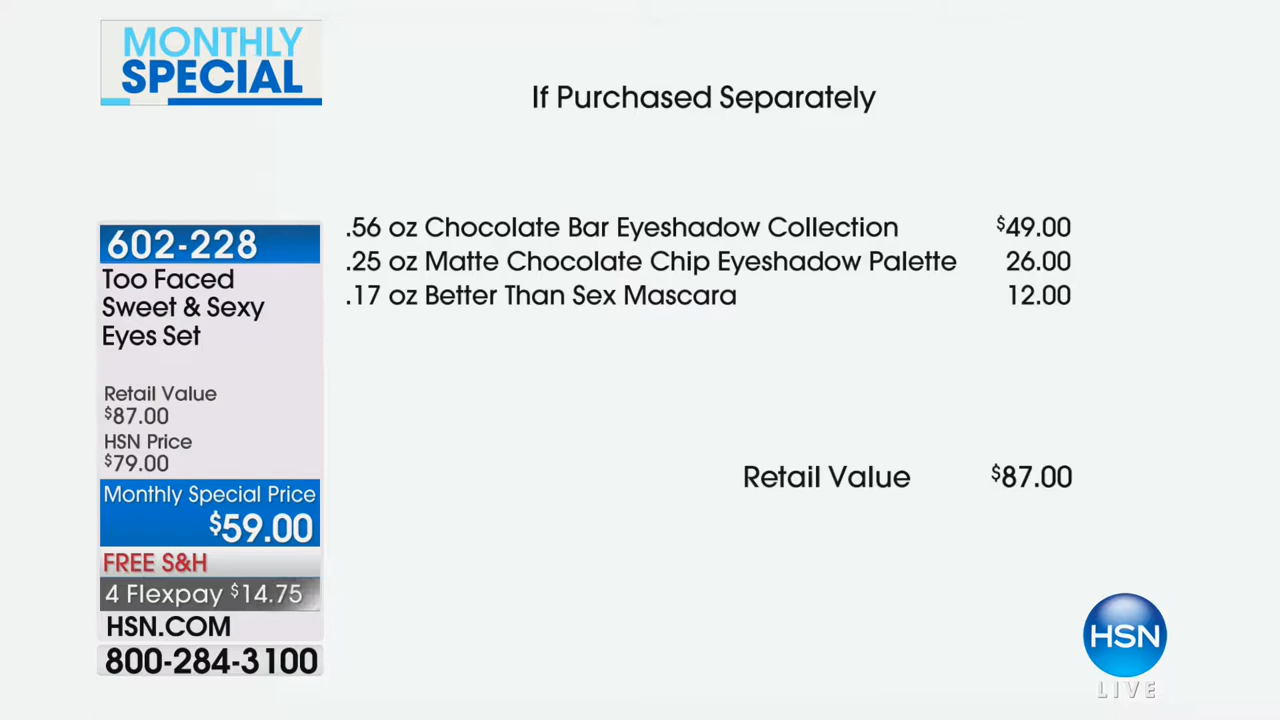 MONTHLY
SPECIAL
If Purchased Separately
.56 oz Chocolate Bar Eyeshadow Collection $49.00
.25 oz Matte Chocolate Chip Eyeshadow Palette 26.00
.17 oz Better Than Sex Mascara 12.00
Retail Value $87.00
602-228
Too Faced
Sweet & Sexy
Eyes Set
Retail Value
$87.00
HSN Price
$79.00
Monthly Special Price
$59.00
FREE S&H
4 Flexpay $14.75
HSN.COM
800-284-3100
HSN
LIVE